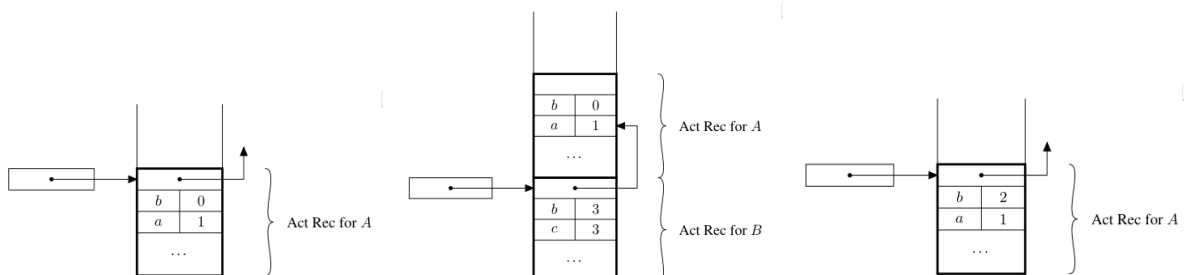 b 0
a 1
...
Act Rec for A
b 0
a 1
...
Act Rec for A
b 3
c 3
...
Act Rec for B
b 2
a 1
...
Act Rec for A